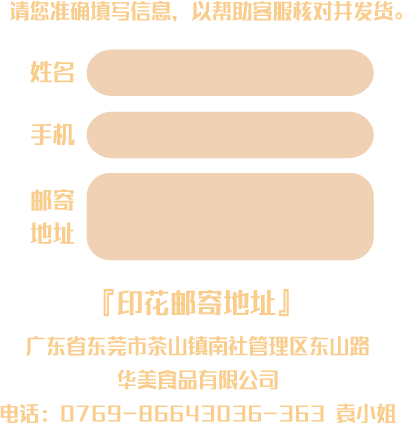 请您准确填写信息，以帮助客服核对并发货。
姓名
手机
邮寄
地址
『印花邮寄地址』
广东省东莞市茶山镇南社管理区东山路
华美食品有限公司
电话：0769-86643036-363 袁小姐